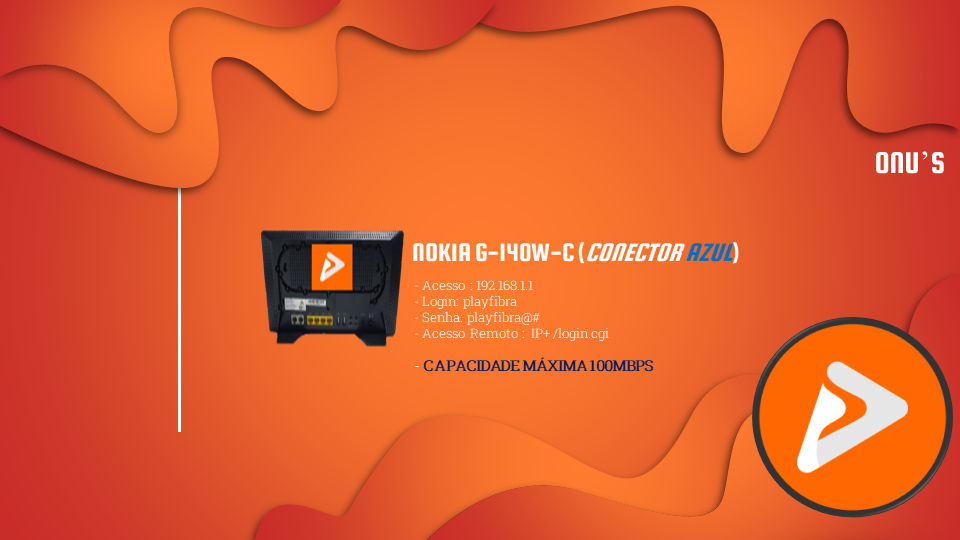 ONU'S
NOKIA G-140W-C (CONECTOR AZUL)
- Acesso : 192.168.1.1
- Login: playfibra
- Senha: playfibra@#
- Acesso Remoto : IP+/login.cgi
- CAPACIDADE MÁXIMA 100MBPS